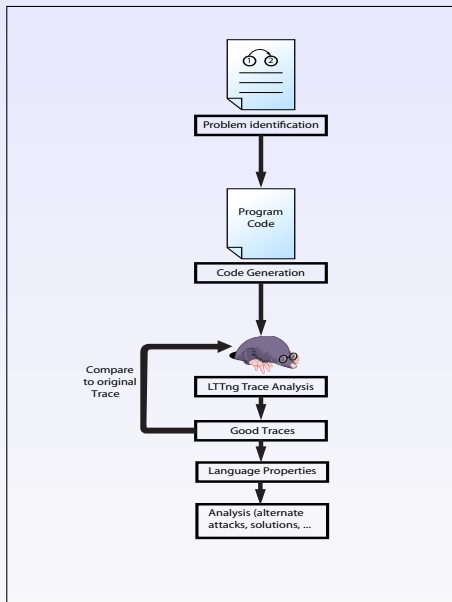 1 2
Problem identification
Program
Code
Code Generation
Compare
to original
Trace
LTTng Trace Analysis
Good Traces
Language Properties
Analysis (alternate
attacks, solutions, ...